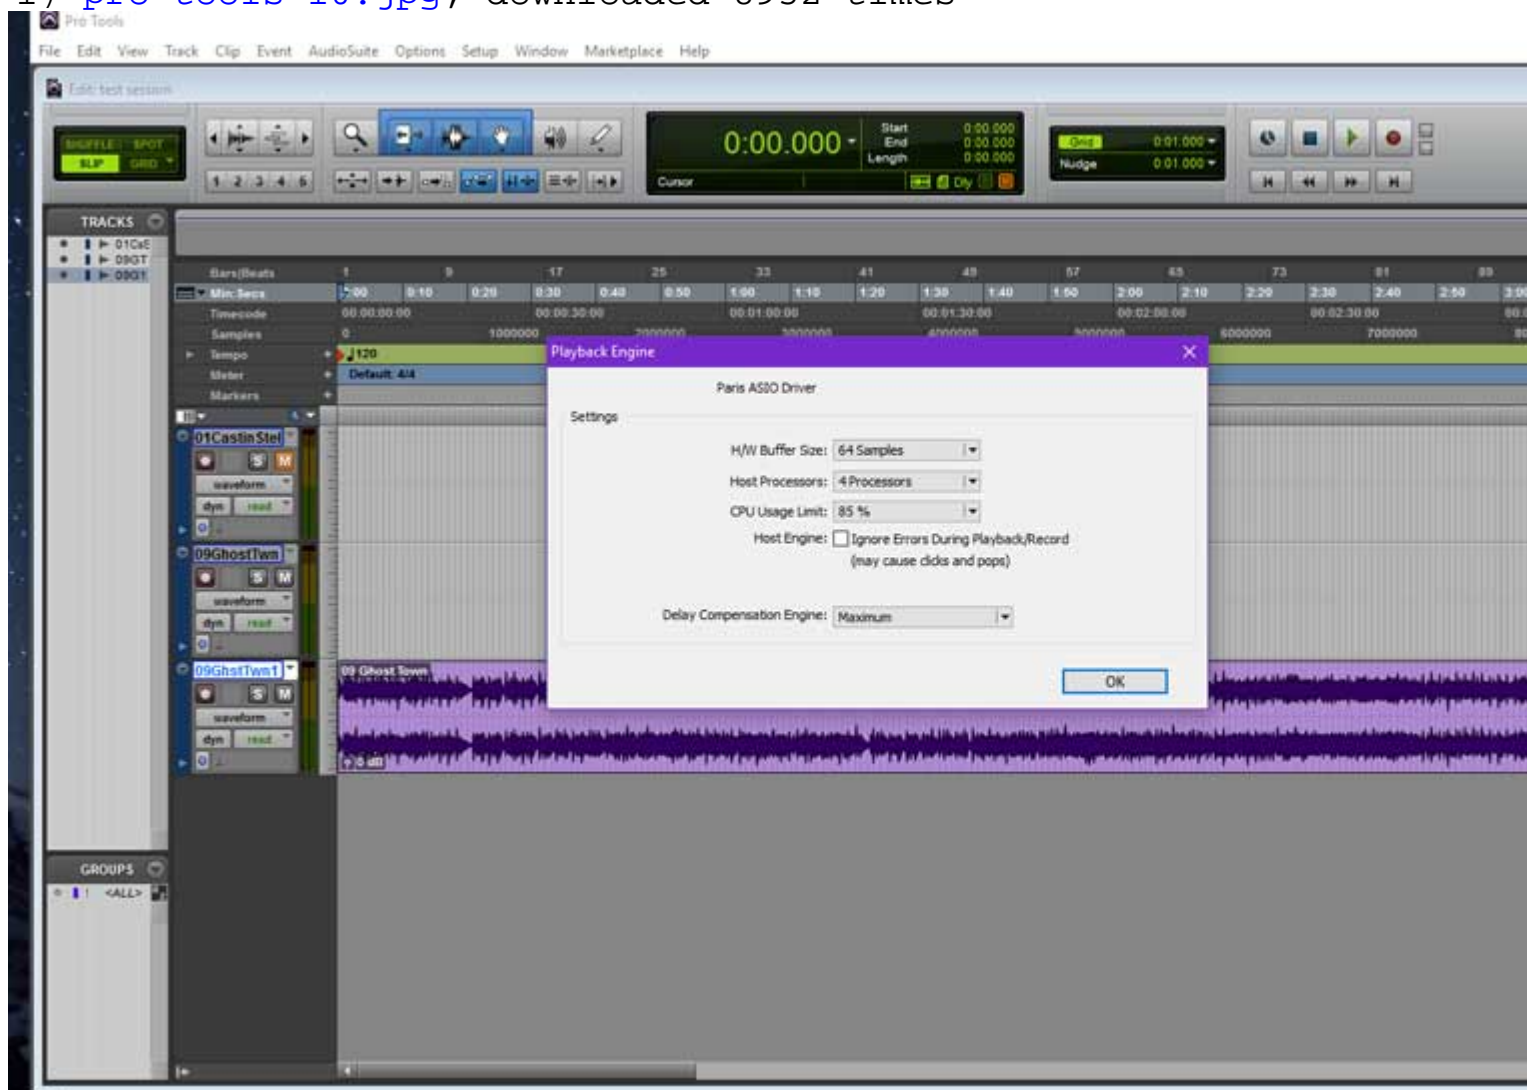 Pro Tools
File Edit View Track Clip Event AudioSuite Options Setup Window Marketplace Help
Edit: test session
SHUFFLE SPOT
SLIP GRID
1 2 3 4 5
0:00.000
Start 0:00.000
End 0:00.000
Length 0:00.000
Cursor
Dly
Grid 0:01.000
Nudge 0:01.000
TRACKS
01CaS
09GT
09GT
Bars|Beats 1 9 17 25 33 41 49 57 65 73 81 89
Min:Secs 0:00 0:10 0:20 0:30 0:40 0:50 1:00 1:10 1:20 1:30 1:40 1:50 2:00 2:10 2:20 2:30 2:40 2:50
Timecode 00:00:00:00 00:00:30:00 00:01:00:00 00:01:30:00 00:02:00:00 00:02:30:00
Samples 0 1000000 2000000 3000000 4000000 5000000 6000000 7000000
Tempo 120
Meter Default: 4/4
Markers
Playback Engine
Paris ASIO Driver
Settings
H/W Buffer Size: 64 Samples
Host Processors: 4 Processors
CPU Usage Limit: 85 %
Host Engine: Ignore Errors During Playback/Record
(may cause clicks and pops)
Delay Compensation Engine: Maximum
OK
01CastinStel
S M
waveform
dyn read
09GhostTwn
S M
waveform
dyn read
09GhstTwn1
S M
waveform
dyn read
09 Ghost Town
0 dB
GROUPS
! <ALL>